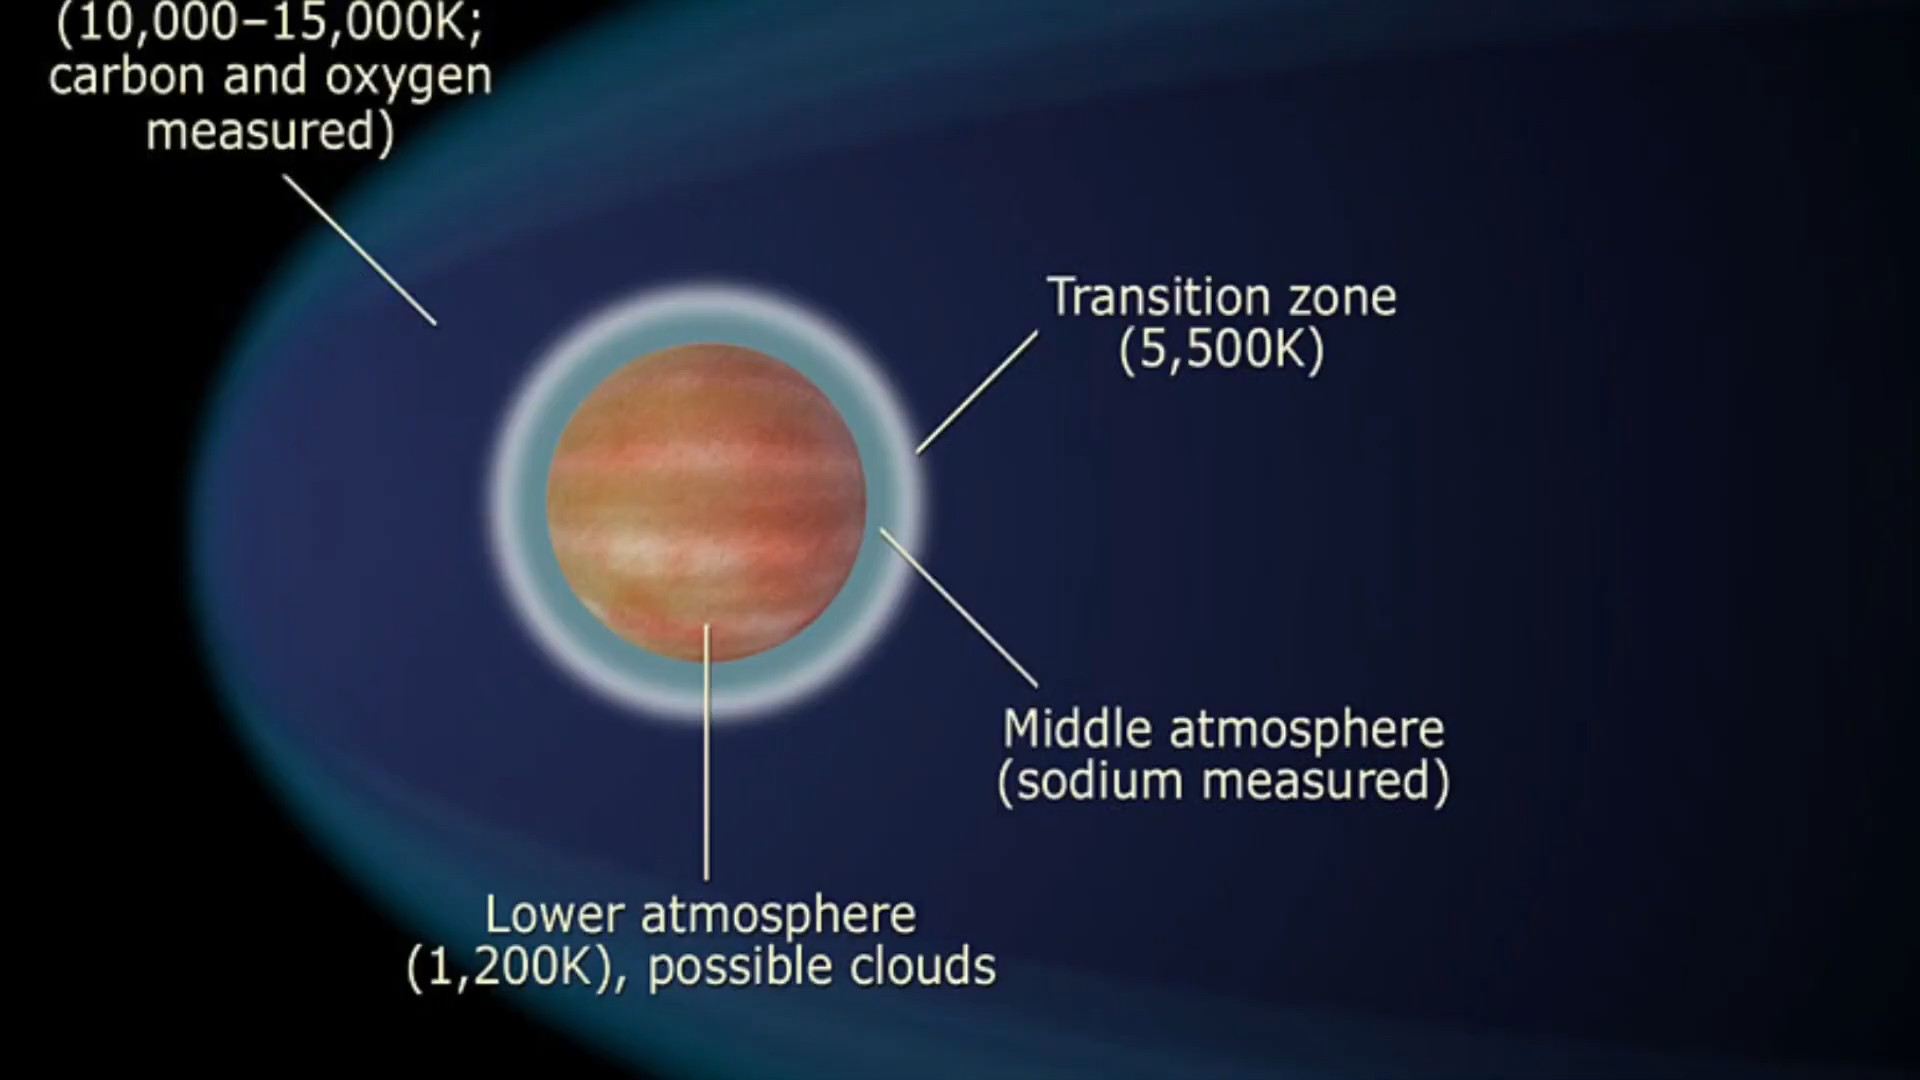 (10,000–15,000K;
carbon and oxygen
measured)
Transition zone
(5,500K)
Middle atmosphere
(sodium measured)
Lower atmosphere
(1,200K), possible clouds